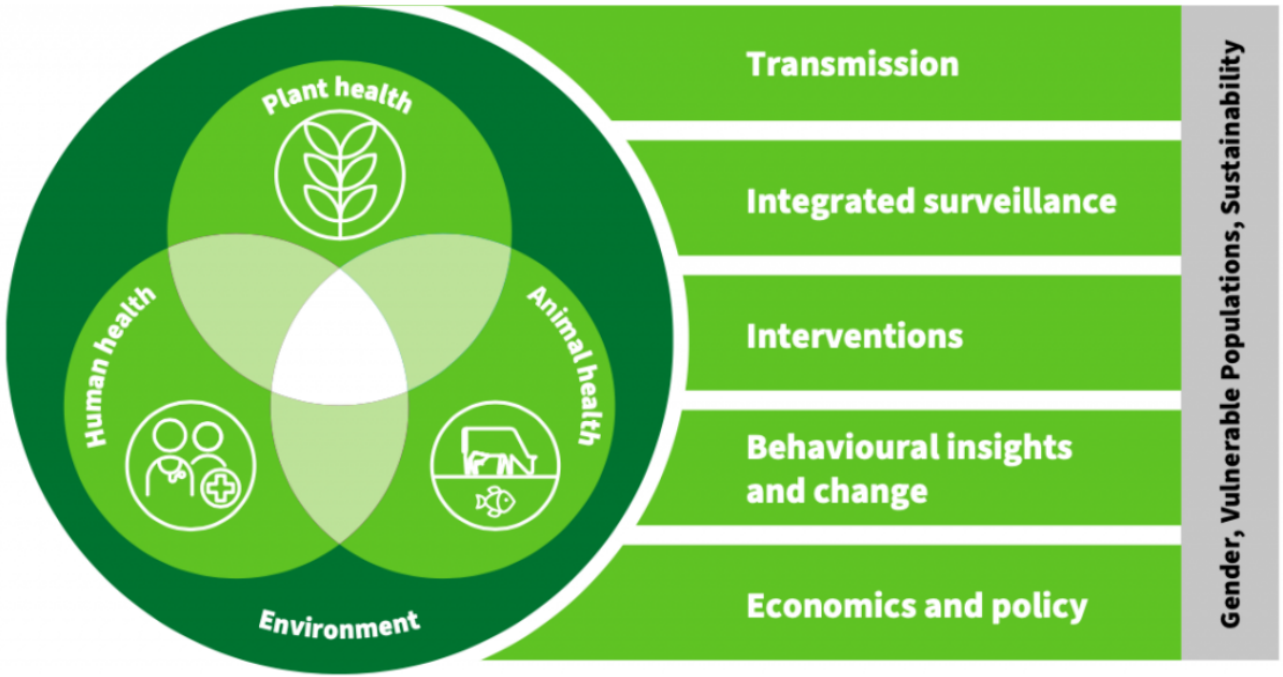 Plant health
Human health
Animal health
Environment
Transmission
Integrated surveillance
Interventions
Behavioural insights
and change
Economics and policy
Gender, Vulnerable Populations, Sustainability